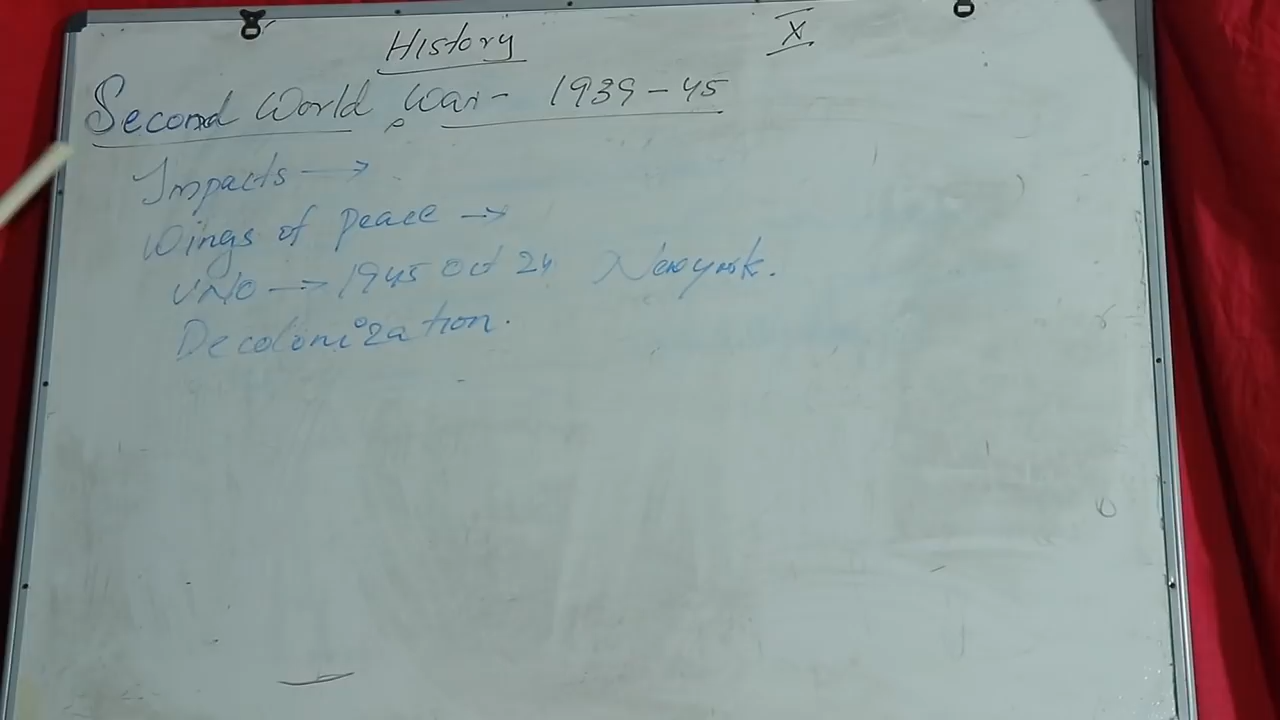 History X
Second World War - 1939-45
Impacts →
Wings of peace →
UNO → 1945 Oct 24 Newyork.
Decolonization.